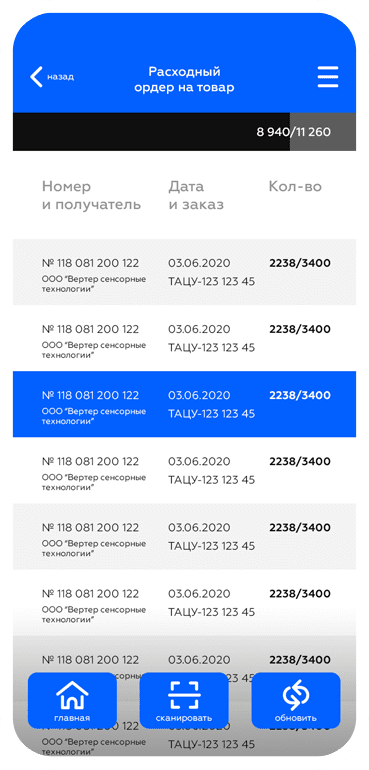 назад
Расходный
ордер на товар
8 940/11 260
Номер
и получатель
Дата
и заказ
Кол-во
№ 118 081 200 122
ООО "Вертер сенсорные
технологии"
03.06.2020
ТАЦУ-123 123 45
2238/3400
№ 118 081 200 122
ООО "Вертер сенсорные
технологии"
03.06.2020
ТАЦУ-123 123 45
2238/3400
№ 118 081 200 122
ООО "Вертер сенсорные
технологии"
03.06.2020
ТАЦУ-123 123 45
2238/3400
№ 118 081 200 122
ООО "Вертер сенсорные
технологии"
03.06.2020
ТАЦУ-123 123 45
2238/3400
№ 118 081 200 122
ООО "Вертер сенсорные
технологии"
03.06.2020
ТАЦУ-123 123 45
2238/3400
№ 118 081 200 122
ООО "Вертер сенсорные
технологии"
03.06.2020
ТАЦУ-123 123 45
2238/3400
№ 118 081 200 122
03.06.2020
2238/3400
главная
сканировать
обновить
ООО "Вертер сенсорные
технологии"
ТАЦУ-123 123 45